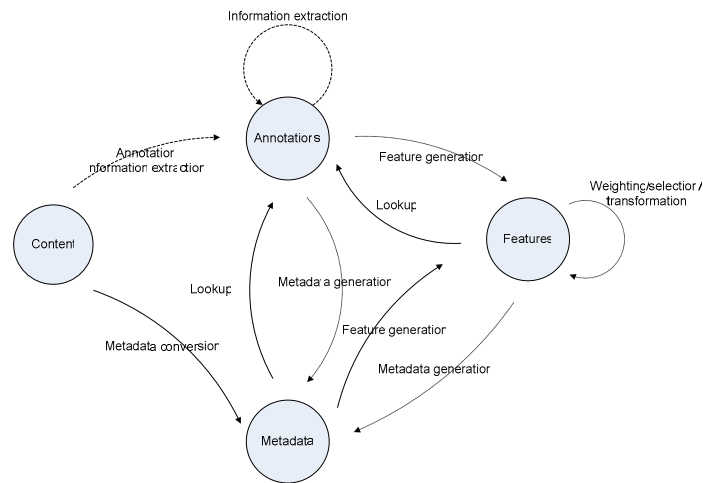 Information extraction
Annotations
Annotation
information extraction
Feature generation
Weighting/selection/
transformation
Lookup
Content
Features
Lookup
Metadata generation
Feature generation
Metadata conversion
Metadata generation
Metadata